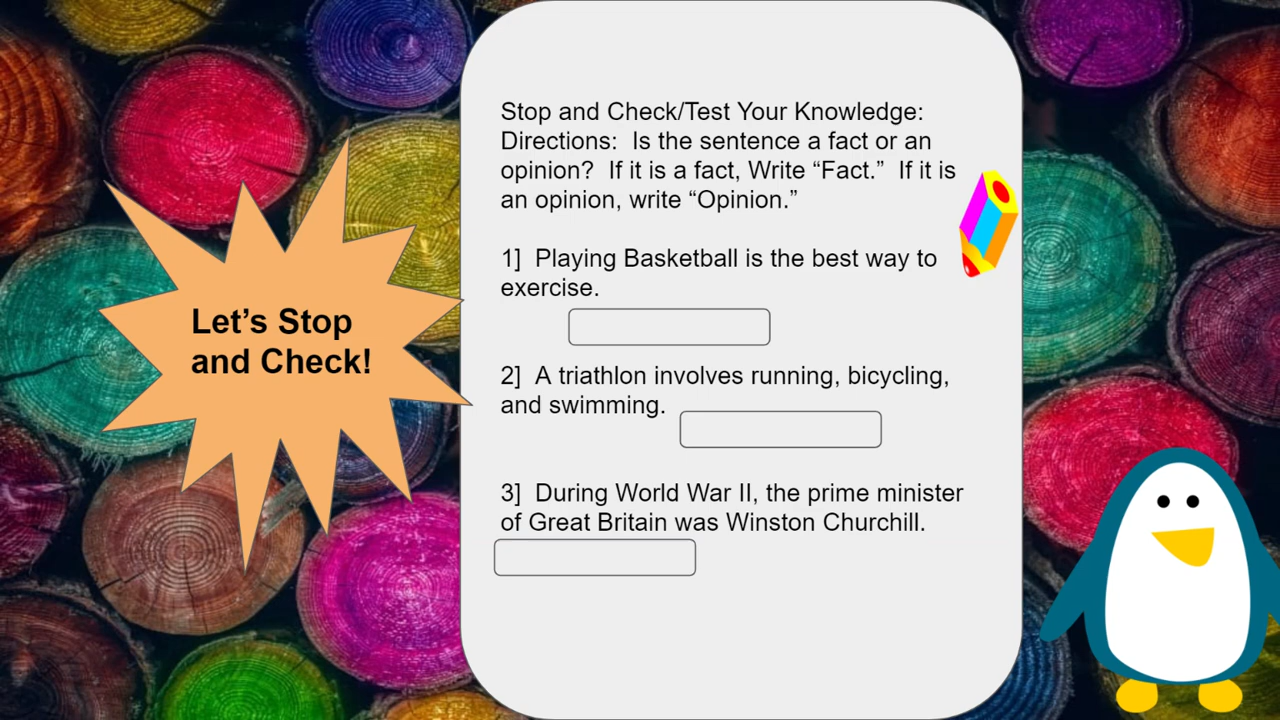 Let’s Stop
and Check!
Stop and Check/Test Your Knowledge:
Directions:  Is the sentence a fact or an
opinion?  If it is a fact, Write “Fact.”  If it is
an opinion, write “Opinion.”
1]  Playing Basketball is the best way to
exercise.
2]  A triathlon involves running, bicycling,
and swimming.
3]  During World War II, the prime minister
of Great Britain was Winston Churchill.